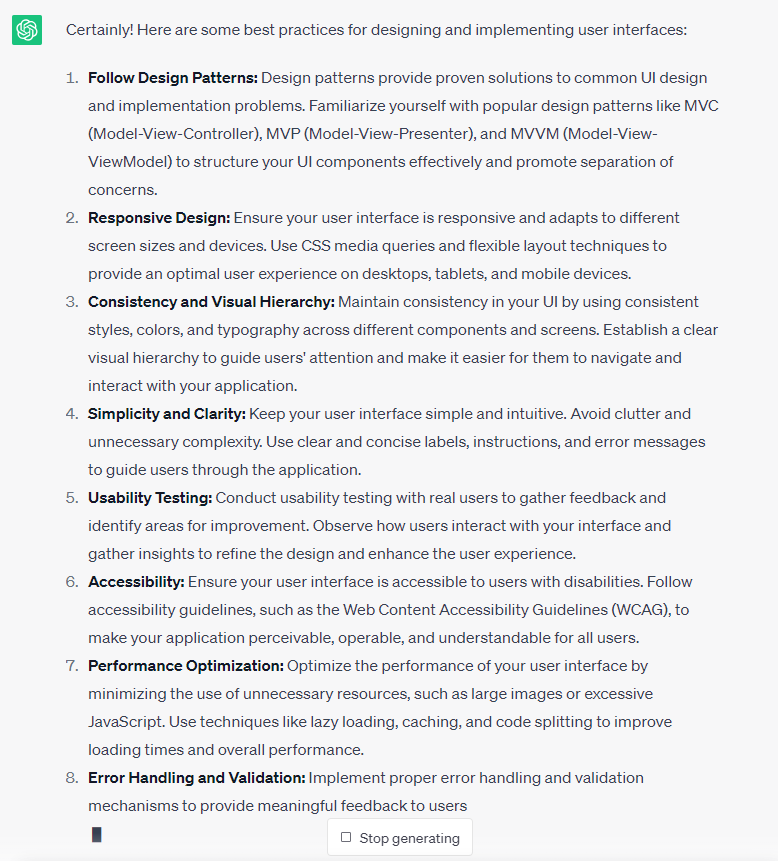 Certainly! Here are some best practices for designing and implementing user interfaces:
1. Follow Design Patterns: Design patterns provide proven solutions to common UI design
and implementation problems. Familiarize yourself with popular design patterns like MVC
(Model-View-Controller), MVP (Model-View-Presenter), and MVVM (Model-View-
ViewModel) to structure your UI components effectively and promote separation of
concerns.
2. Responsive Design: Ensure your user interface is responsive and adapts to different
screen sizes and devices. Use CSS media queries and flexible layout techniques to
provide an optimal user experience on desktops, tablets, and mobile devices.
3. Consistency and Visual Hierarchy: Maintain consistency in your UI by using consistent
styles, colors, and typography across different components and screens. Establish a clear
visual hierarchy to guide users' attention and make it easier for them to navigate and
interact with your application.
4. Simplicity and Clarity: Keep your user interface simple and intuitive. Avoid clutter and
unnecessary complexity. Use clear and concise labels, instructions, and error messages
to guide users through the application.
5. Usability Testing: Conduct usability testing with real users to gather feedback and
identify areas for improvement. Observe how users interact with your interface and
gather insights to refine the design and enhance the user experience.
6. Accessibility: Ensure your user interface is accessible to users with disabilities. Follow
accessibility guidelines, such as the Web Content Accessibility Guidelines (WCAG), to
make your application perceivable, operable, and understandable for all users.
7. Performance Optimization: Optimize the performance of your user interface by
minimizing the use of unnecessary resources, such as large images or excessive
JavaScript. Use techniques like lazy loading, caching, and code splitting to improve
loading times and overall performance.
8. Error Handling and Validation: Implement proper error handling and validation
mechanisms to provide meaningful feedback to users
Stop generating